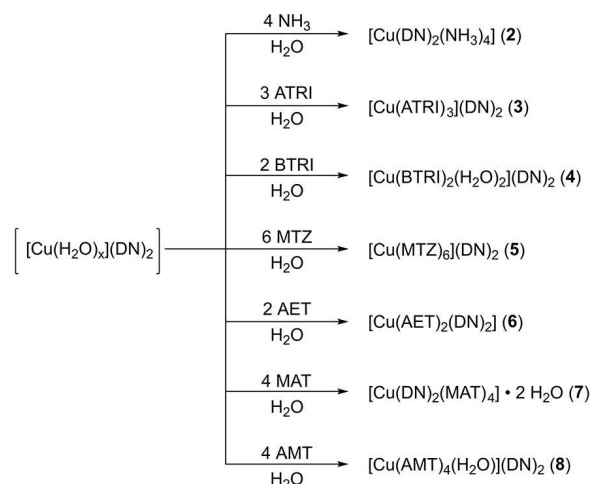 4 NH₃
H₂O
[Cu(DN)₂(NH₃)₄] (2)
3 ATRI
H₂O
[Cu(ATRI)₃](DN)₂ (3)
2 BTRI
H₂O
[Cu(BTRI)₂(H₂O)₂](DN)₂ (4)
[Cu(H₂O)ₓ](DN)₂
6 MTZ
H₂O
[Cu(MTZ)₆](DN)₂ (5)
2 AET
H₂O
[Cu(AET)₂(DN)₂] (6)
4 MAT
H₂O
[Cu(DN)₂(MAT)₄] • 2 H₂O (7)
4 AMT
H₂O
[Cu(AMT)₄(H₂O)](DN)₂ (8)